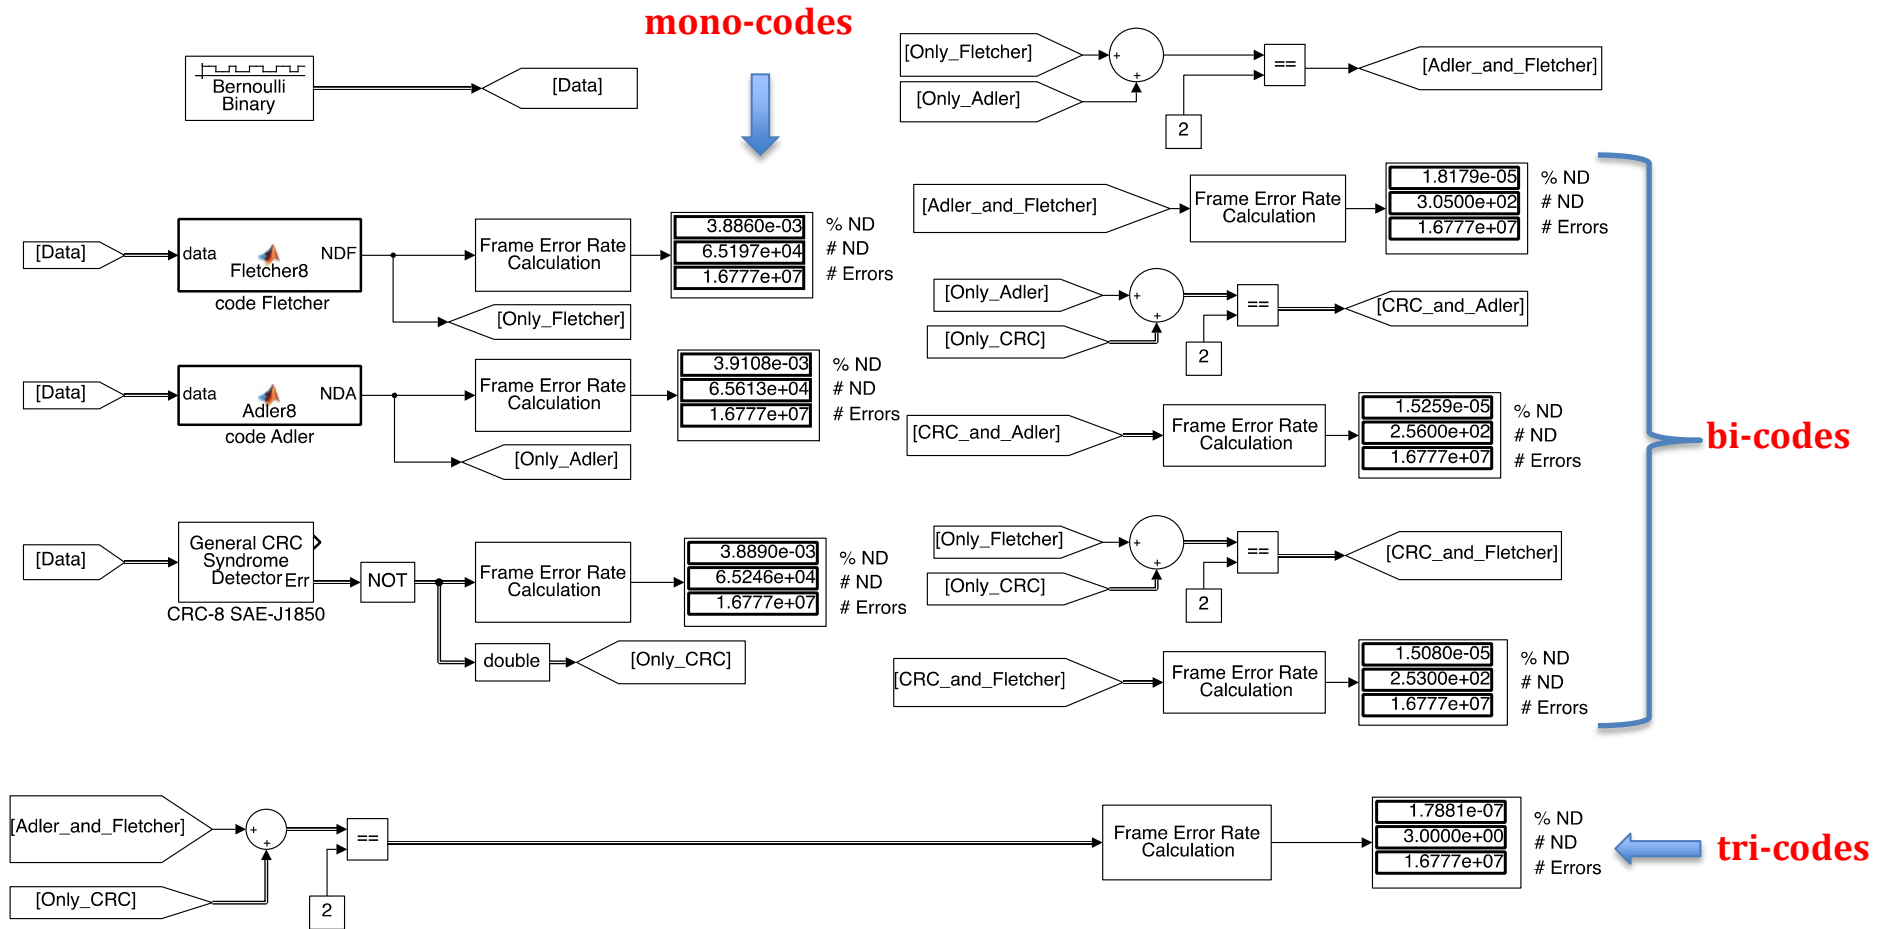 mono-codes
Bernoulli
Binary
[Data]
[Data]
data
NDF
Fletcher8
code Fletcher
Frame Error Rate
Calculation
3.8860e-03
6.5197e+04
1.6777e+07
% ND
# ND
# Errors
[Only_Fletcher]
[Data]
data
NDA
Adler8
code Adler
Frame Error Rate
Calculation
3.9108e-03
6.5613e+04
1.6777e+07
% ND
# ND
# Errors
[Only_Adler]
[Data]
General CRC
Syndrome
Detector
Err
CRC-8 SAE-J1850
NOT
Frame Error Rate
Calculation
3.8890e-03
6.5246e+04
1.6777e+07
% ND
# ND
# Errors
double
[Only_CRC]
[Only_Fletcher]
[Only_Adler]
+
+
2
==
[Adler_and_Fletcher]
[Adler_and_Fletcher]
Frame Error Rate
Calculation
1.8179e-05
3.0500e+02
1.6777e+07
% ND
# ND
# Errors
[Only_Adler]
[Only_CRC]
+
+
2
==
[CRC_and_Adler]
[CRC_and_Adler]
Frame Error Rate
Calculation
1.5259e-05
2.5600e+02
1.6777e+07
% ND
# ND
# Errors
bi-codes
[Only_Fletcher]
[Only_CRC]
+
+
2
==
[CRC_and_Fletcher]
[CRC_and_Fletcher]
Frame Error Rate
Calculation
1.5080e-05
2.5300e+02
1.6777e+07
% ND
# ND
# Errors
[Adler_and_Fletcher]
[Only_CRC]
+
+
2
==
Frame Error Rate
Calculation
1.7881e-07
3.0000e+00
1.6777e+07
% ND
# ND
# Errors
tri-codes